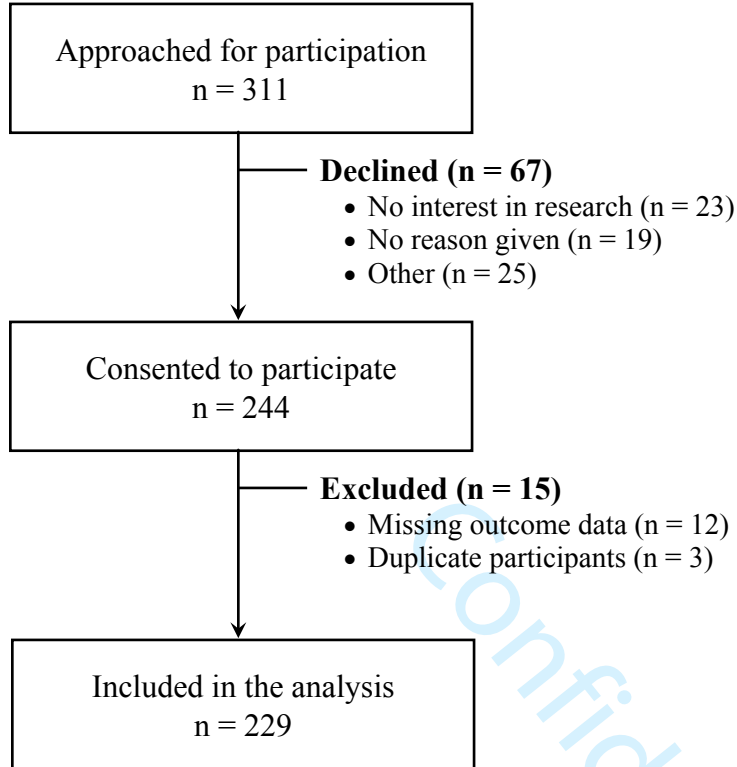 Approached for participation
n = 311
Declined (n = 67)
• No interest in research (n = 23)
• No reason given (n = 19)
• Other (n = 25)
Consented to participate
n = 244
Excluded (n = 15)
• Missing outcome data (n = 12)
• Duplicate participants (n = 3)
Included in the analysis
n = 229